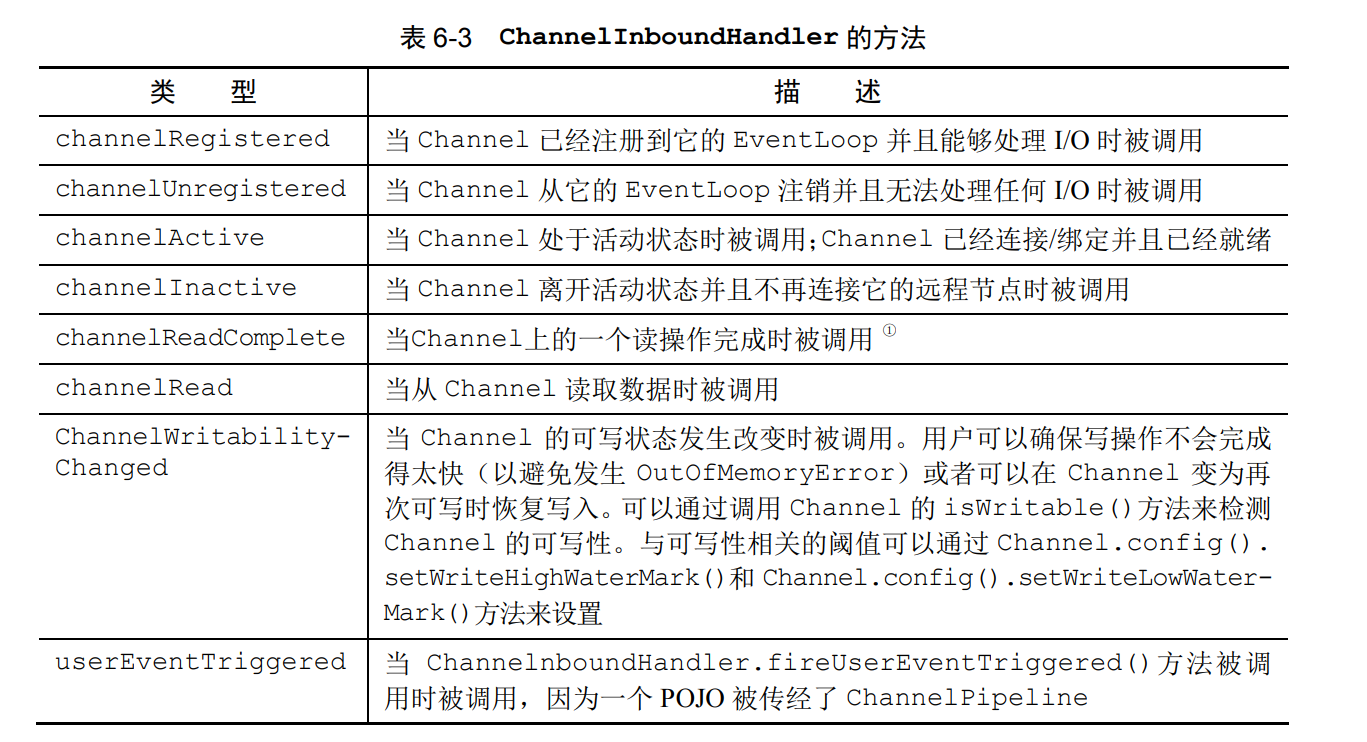 表 6-3 ChannelInboundHandler 的方法
类 型 描 述
channelRegistered 当 Channel 已经注册到它的 EventLoop 并且能够处理 I/O 时被调用
channelUnregistered 当 Channel 从它的 EventLoop 注销并且无法处理任何 I/O 时被调用
channelActive 当 Channel 处于活动状态时被调用;Channel 已经连接/绑定并且已经就绪
channelInactive 当 Channel 离开活动状态并且不再连接它的远程节点时被调用
channelReadComplete 当Channel上的一个读操作完成时被调用 ①
channelRead 当从 Channel 读取数据时被调用
ChannelWritability- 当 Channel 的可写状态发生改变时被调用。用户可以确保写操作不会完成
Changed 得太快（以避免发生 OutOfMemoryError）或者可以在 Channel 变为再
次可写时恢复写入。可以通过调用 Channel 的 isWritable()方法来检测
Channel 的可写性。与可写性相关的阈值可以通过 Channel.config().
setWriteHighWaterMark()和 Channel.config().setWriteLowWater-
Mark()方法来设置
userEventTriggered 当 ChannelnboundHandler.fireUserEventTriggered()方法被调
用时被调用，因为一个 POJO 被传经了 ChannelPipeline